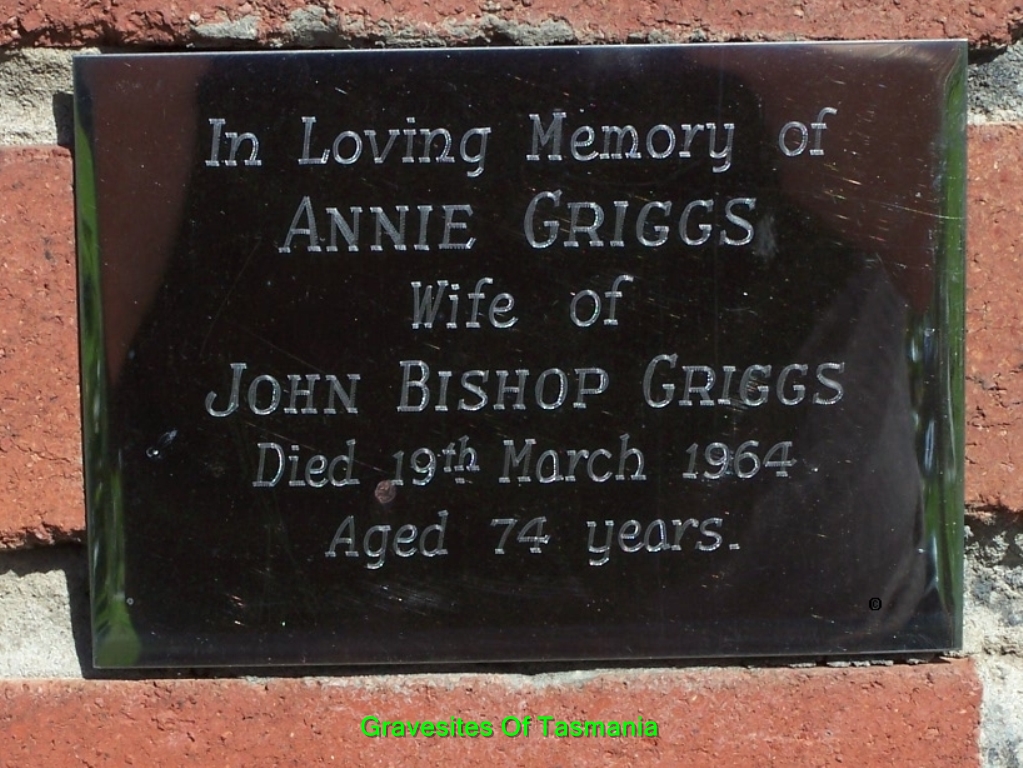 In Loving Memory of
ANNIE GRIGGS
Wife of
JOHN BISHOP GRIGGS
Died 19th March 1964
Aged 74 years.
©
Gravesites Of Tasmania